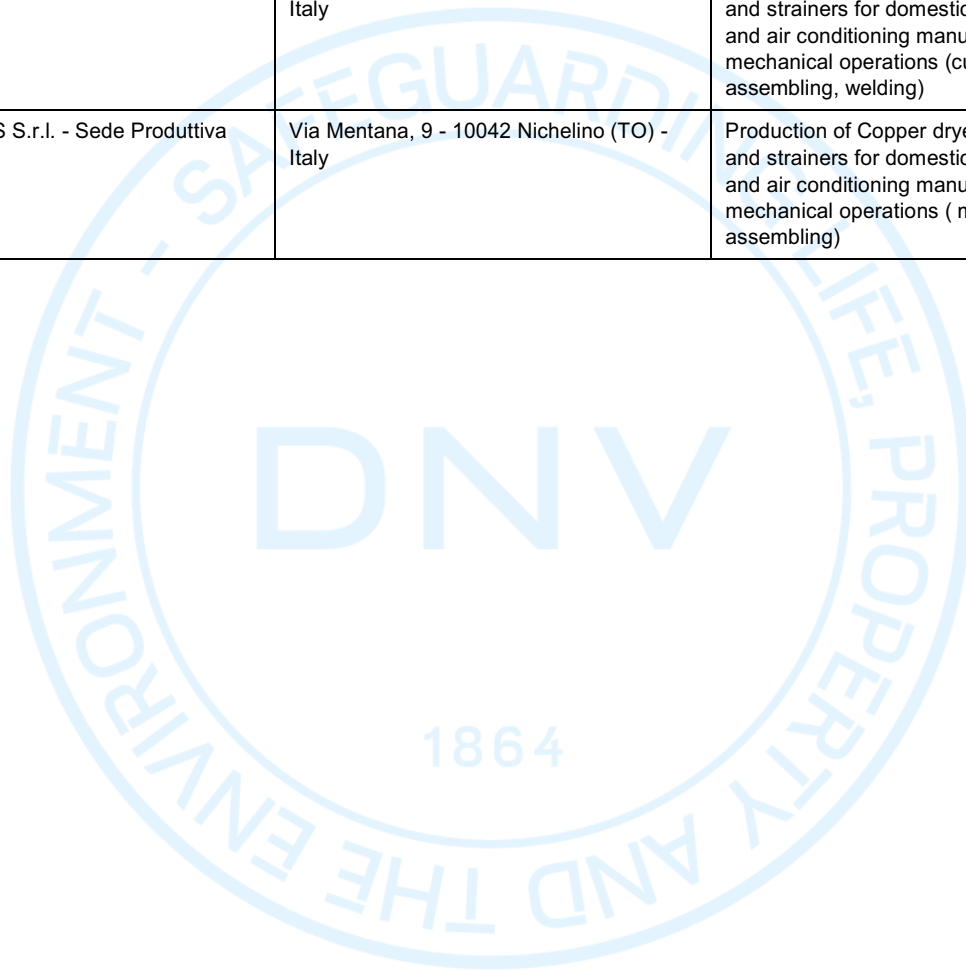 Italy
and strainers for domestic
and air conditioning manu
mechanical operations (cu
assembling, welding)
S S.r.l. - Sede Produttiva
Via Mentana, 9 - 10042 Nichelino (TO) -
Italy
Production of Copper drye
and strainers for domestic
and air conditioning manu
mechanical operations ( m
assembling)
SAFEGUARDING LIFE, PROPERTY AND THE ENVIRONMENT -
DNV
1864